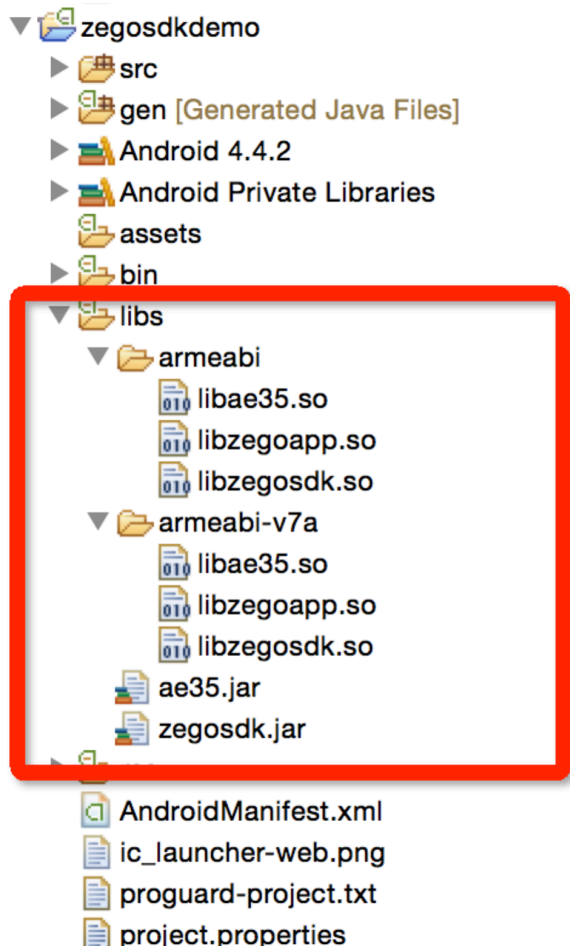 zegosdkdemo
src
gen [Generated Java Files]
Android 4.4.2
Android Private Libraries
assets
bin
libs
armeabi
libae35.so
libzegoapp.so
libzegosdk.so
armeabi-v7a
libae35.so
libzegoapp.so
libzegosdk.so
ae35.jar
zegosdk.jar
AndroidManifest.xml
ic_launcher-web.png
proguard-project.txt
project.properties